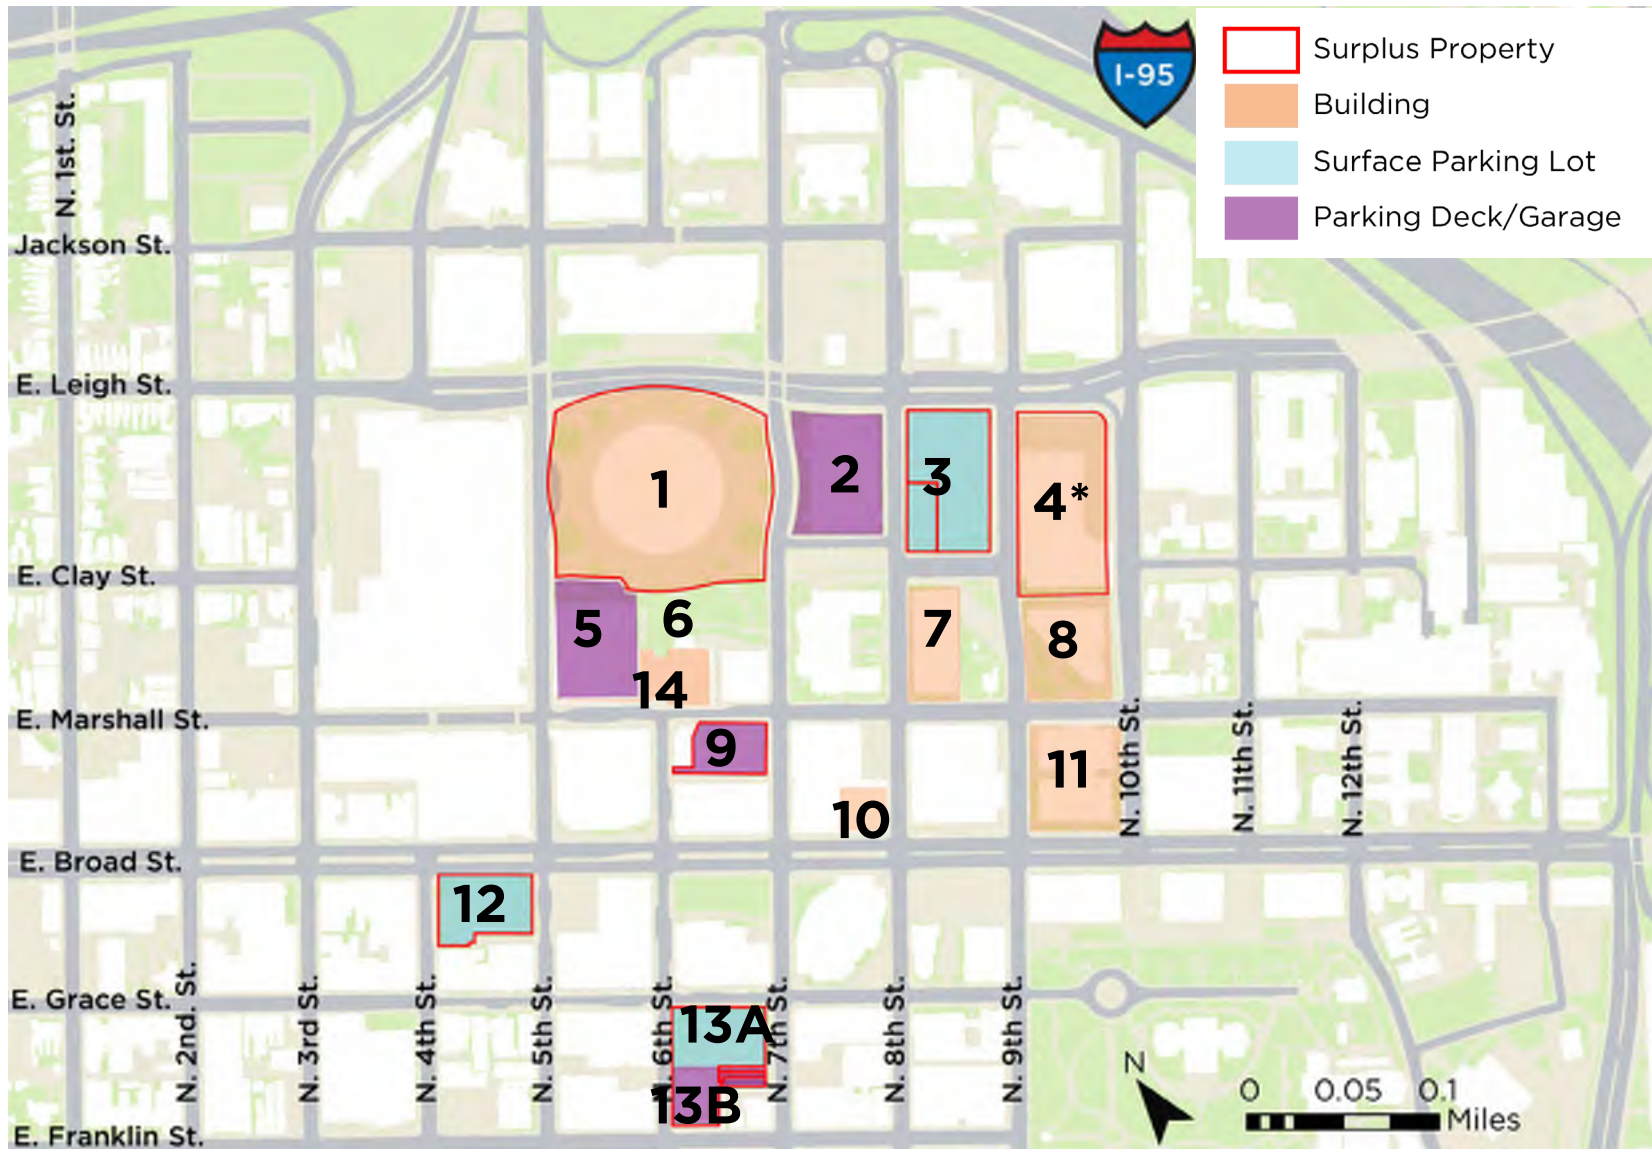 I-95
Surplus Property
Building
Surface Parking Lot
Parking Deck/Garage
N. 1st. St.
Jackson St.
E. Leigh St.
1
2
3
4*
E. Clay St.
5
6
7
8
14
E. Marshall St.
9
10
11
N. 10th St.
N. 11th St.
N. 12th St.
E. Broad St.
12
E. Grace St.
N. 2nd. St.
N. 3rd St.
N. 4th St.
N. 5th St.
N. 6th St.
N. 7th St.
N. 8th St.
N. 9th St.
13A
13B
E. Franklin St.
N
0 0.05 0.1
Miles